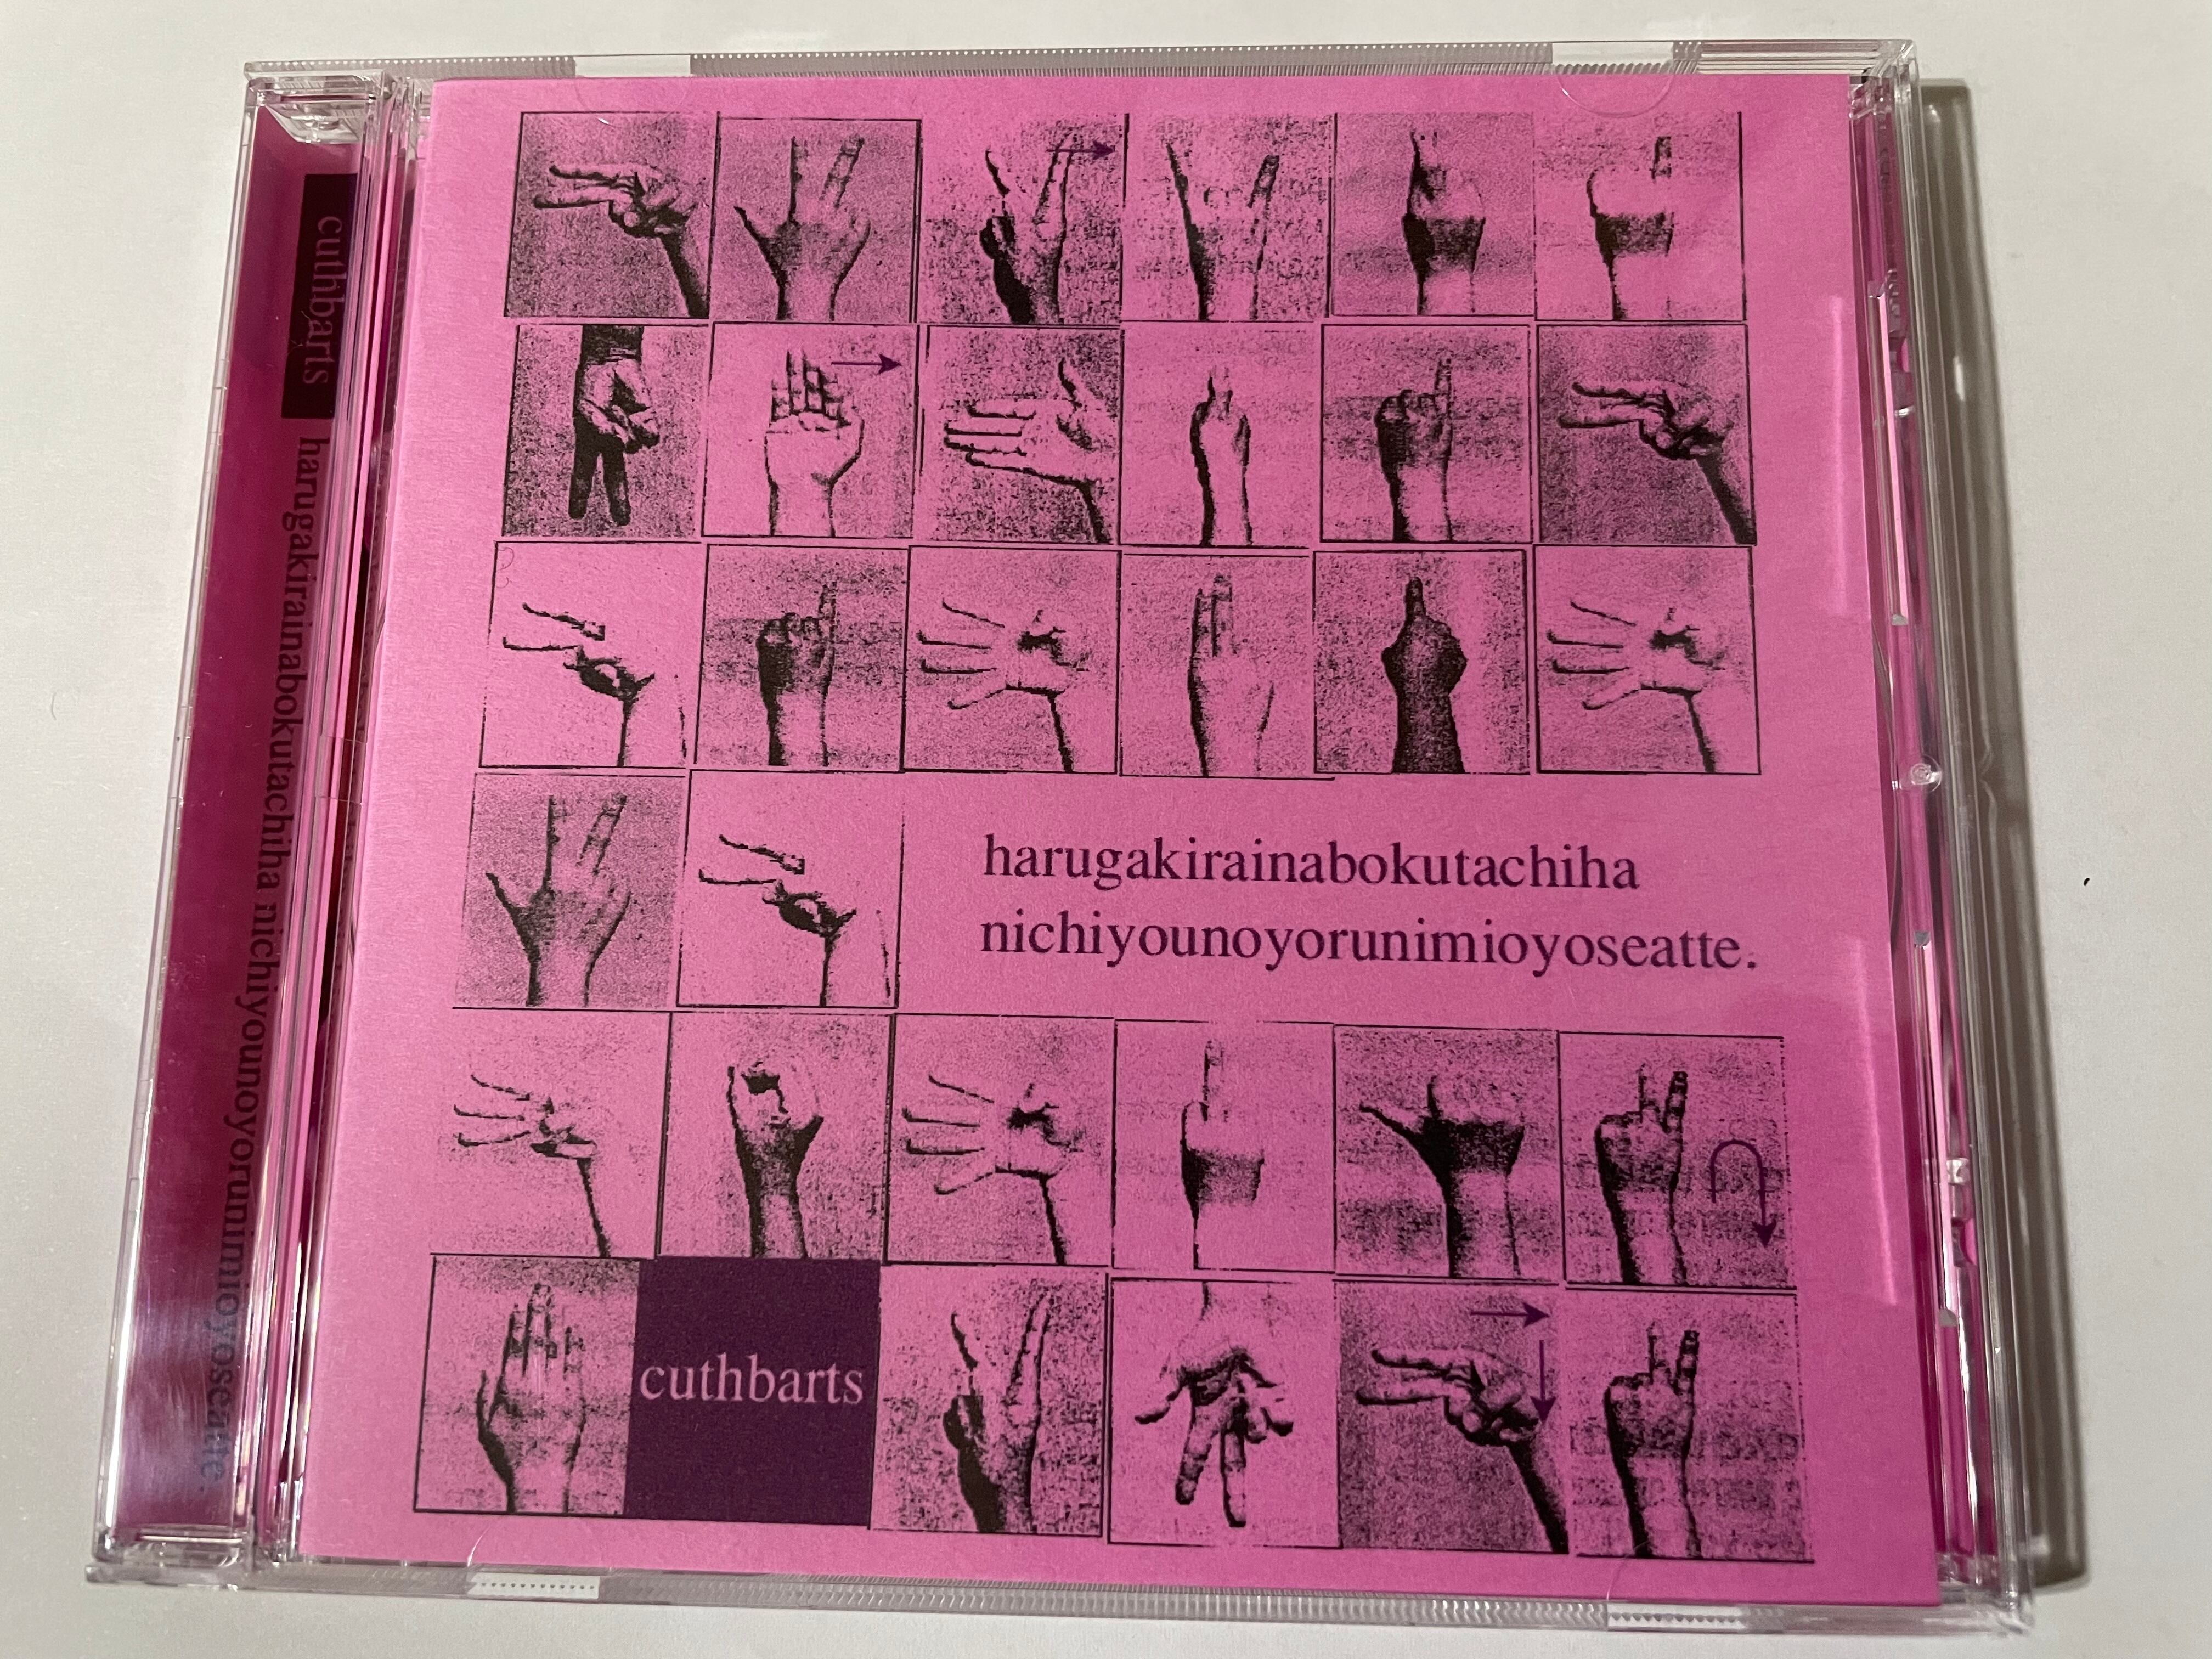 cuthbarts
harugakirainabokutachiha nichiyounoyorunimioyoseatte.
harugakirainabokutachiha
nichiyounoyorunimioyoseatte.
cuthbarts